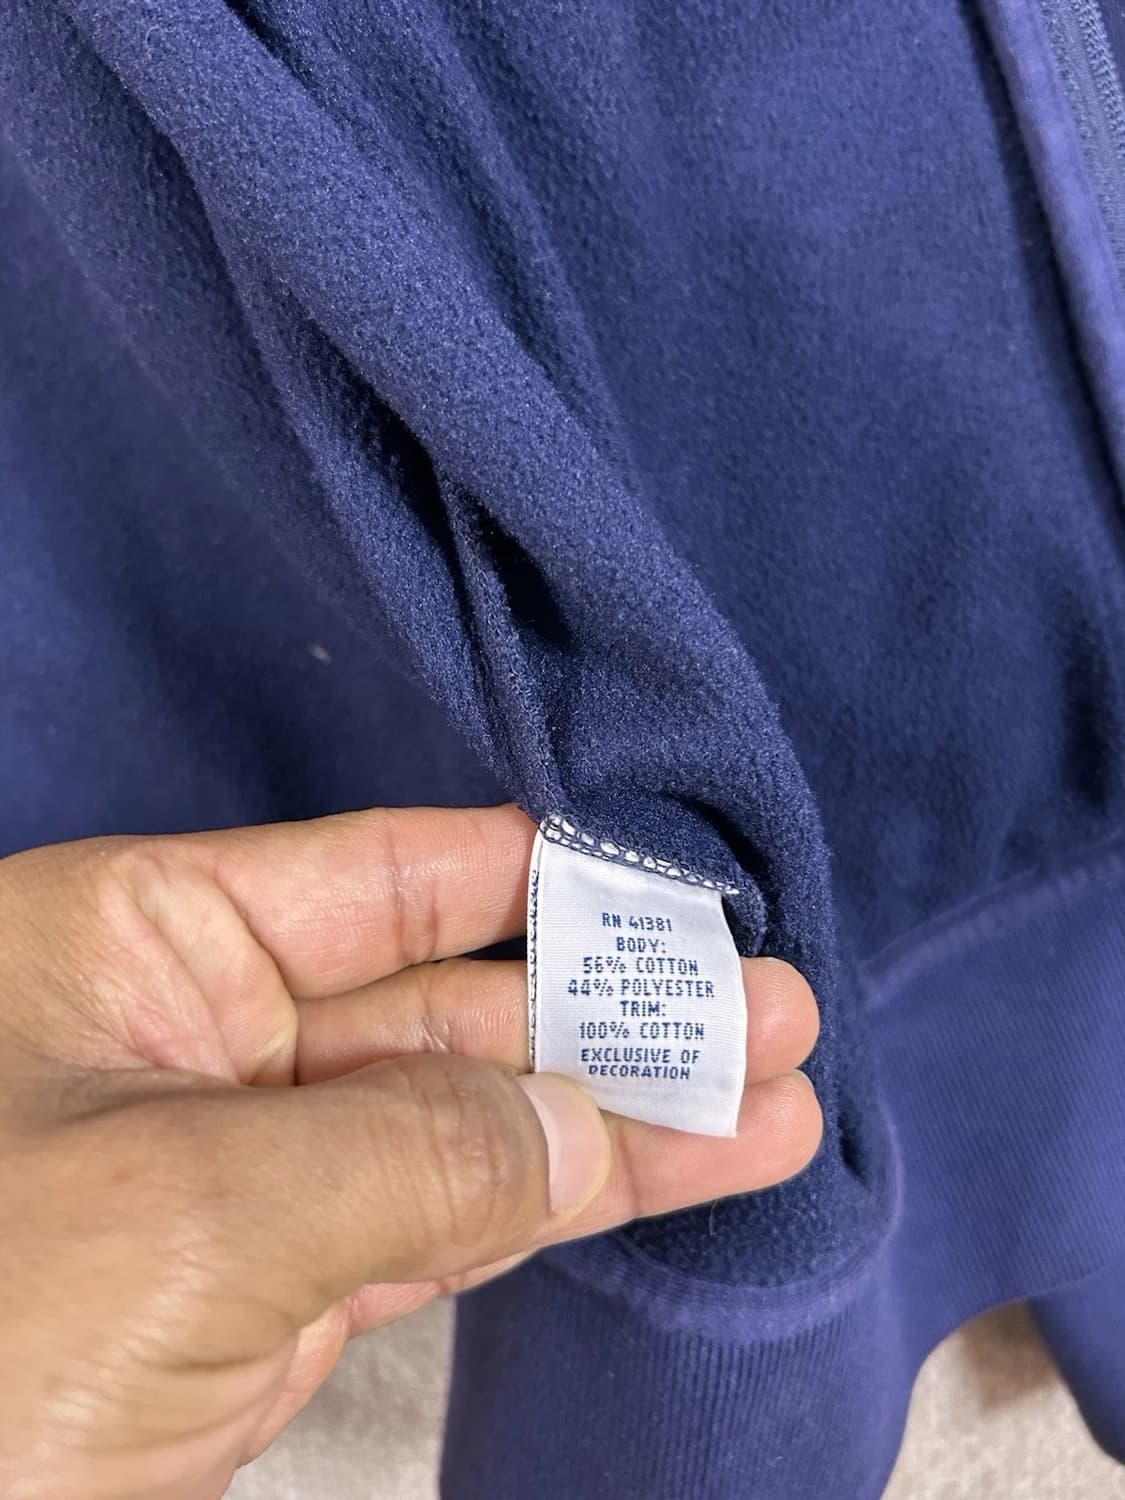 RN 41381
BODY:
56% COTTON
44% POLYESTER
TRIM:
100% COTTON
EXCLUSIVE OF
DECORATION